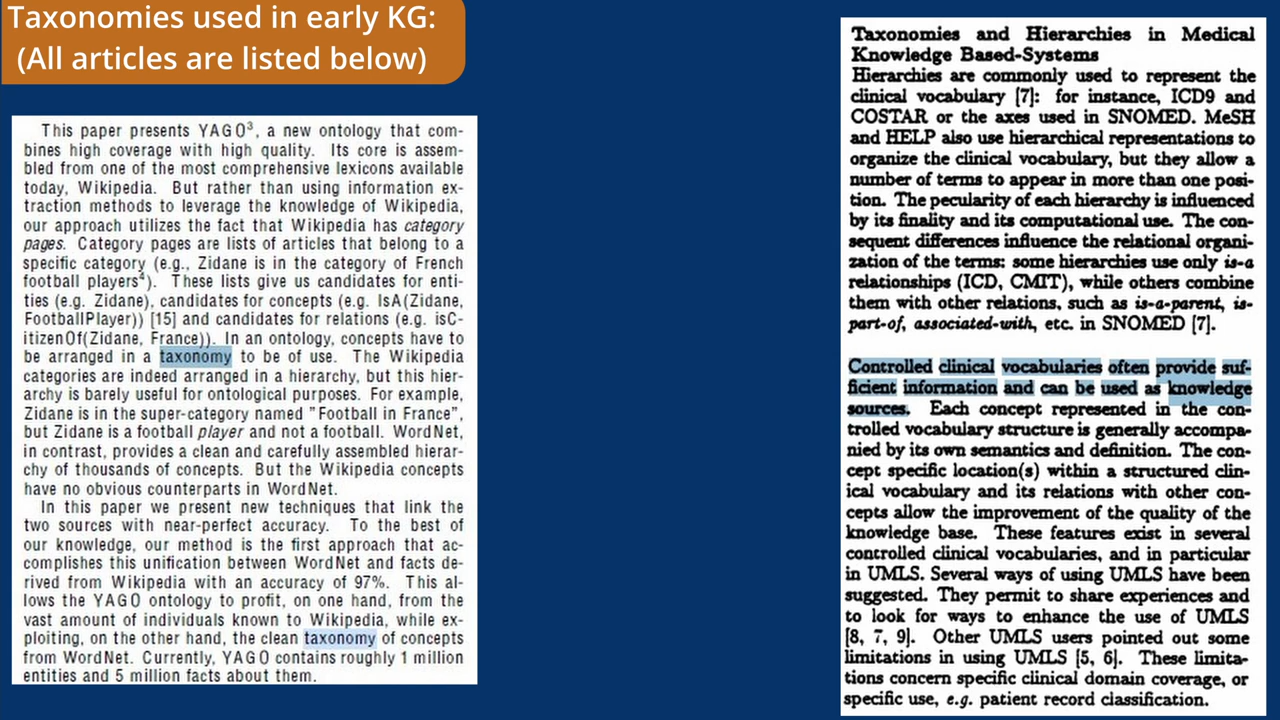 Taxonomies used in early KG:
(All articles are listed below)
This paper presents YAGO³, a new ontology that com-
bines high coverage with high quality. Its core is assem-
bled from one of the most comprehensive lexicons available
today, Wikipedia. But rather than using information ex-
traction methods to leverage the knowledge of Wikipedia,
our approach utilizes the fact that Wikipedia has category
pages. Category pages are lists of articles that belong to a
specific category (e.g., Zidane is in the category of French
football players⁴). These lists give us candidates for enti-
ties (e.g. Zidane), candidates for concepts (e.g. IsA(Zidane,
FootballPlayer)) [15] and candidates for relations (e.g. isC-
itizenOf(Zidane, France)). In an ontology, concepts have to
be arranged in a taxonomy to be of use. The Wikipedia
categories are indeed arranged in a hierarchy, but this hier-
archy is barely useful for ontological purposes. For example,
Zidane is in the super-category named "Football in France",
but Zidane is a football player and not a football. WordNet,
in contrast, provides a clean and carefully assembled hierar-
chy of thousands of concepts. But the Wikipedia concepts
have no obvious counterparts in WordNet.
In this paper we present new techniques that link the
two sources with near-perfect accuracy. To the best of
our knowledge, our method is the first approach that ac-
complishes this unification between WordNet and facts de-
rived from Wikipedia with an accuracy of 97%. This al-
lows the YAGO ontology to profit, on one hand, from the
vast amount of individuals known to Wikipedia, while ex-
ploiting, on the other hand, the clean taxonomy of concepts
from WordNet. Currently, YAGO contains roughly 1 million
entities and 5 million facts about them.
Taxonomies and Hierarchies in Medical
Knowledge Based-Systems
Hierarchies are commonly used to represent the
clinical vocabulary [7]: for instance, ICD9 and
COSTAR or the axes used in SNOMED. MeSH
and HELP also use hierarchical representations to
organize the clinical vocabulary, but they allow a
number of terms to appear in more than one posi-
tion. The pecularity of each hierarchy is influenced
by its finality and its computational use. The con-
sequent differences influence the relational organi-
zation of the terms: some hierarchies use only is-a
relationships (ICD, CMIT), while others combine
them with other relations, such as is-a-parent, is-
part-of, associated-with, etc. in SNOMED [7].
Controlled clinical vocabularies often provide suf-
ficient information and can be used as knowledge
sources. Each concept represented in the con-
trolled vocabulary structure is generally accompa-
nied by its own semantics and definition. The con-
cept specific location(s) within a structured clin-
ical vocabulary and its relations with other con-
cepts allow the improvement of the quality of the
knowledge base. These features exist in several
controlled clinical vocabularies, and in particular
in UMLS. Several ways of using UMLS have been
suggested. They permit to share experiences and
to look for ways to enhance the use of UMLS
[8, 7, 9]. Other UMLS users pointed out some
limitations in using UMLS [5, 6]. These limita-
tions concern specific clinical domain coverage, or
specific use, e.g. patient record classification.